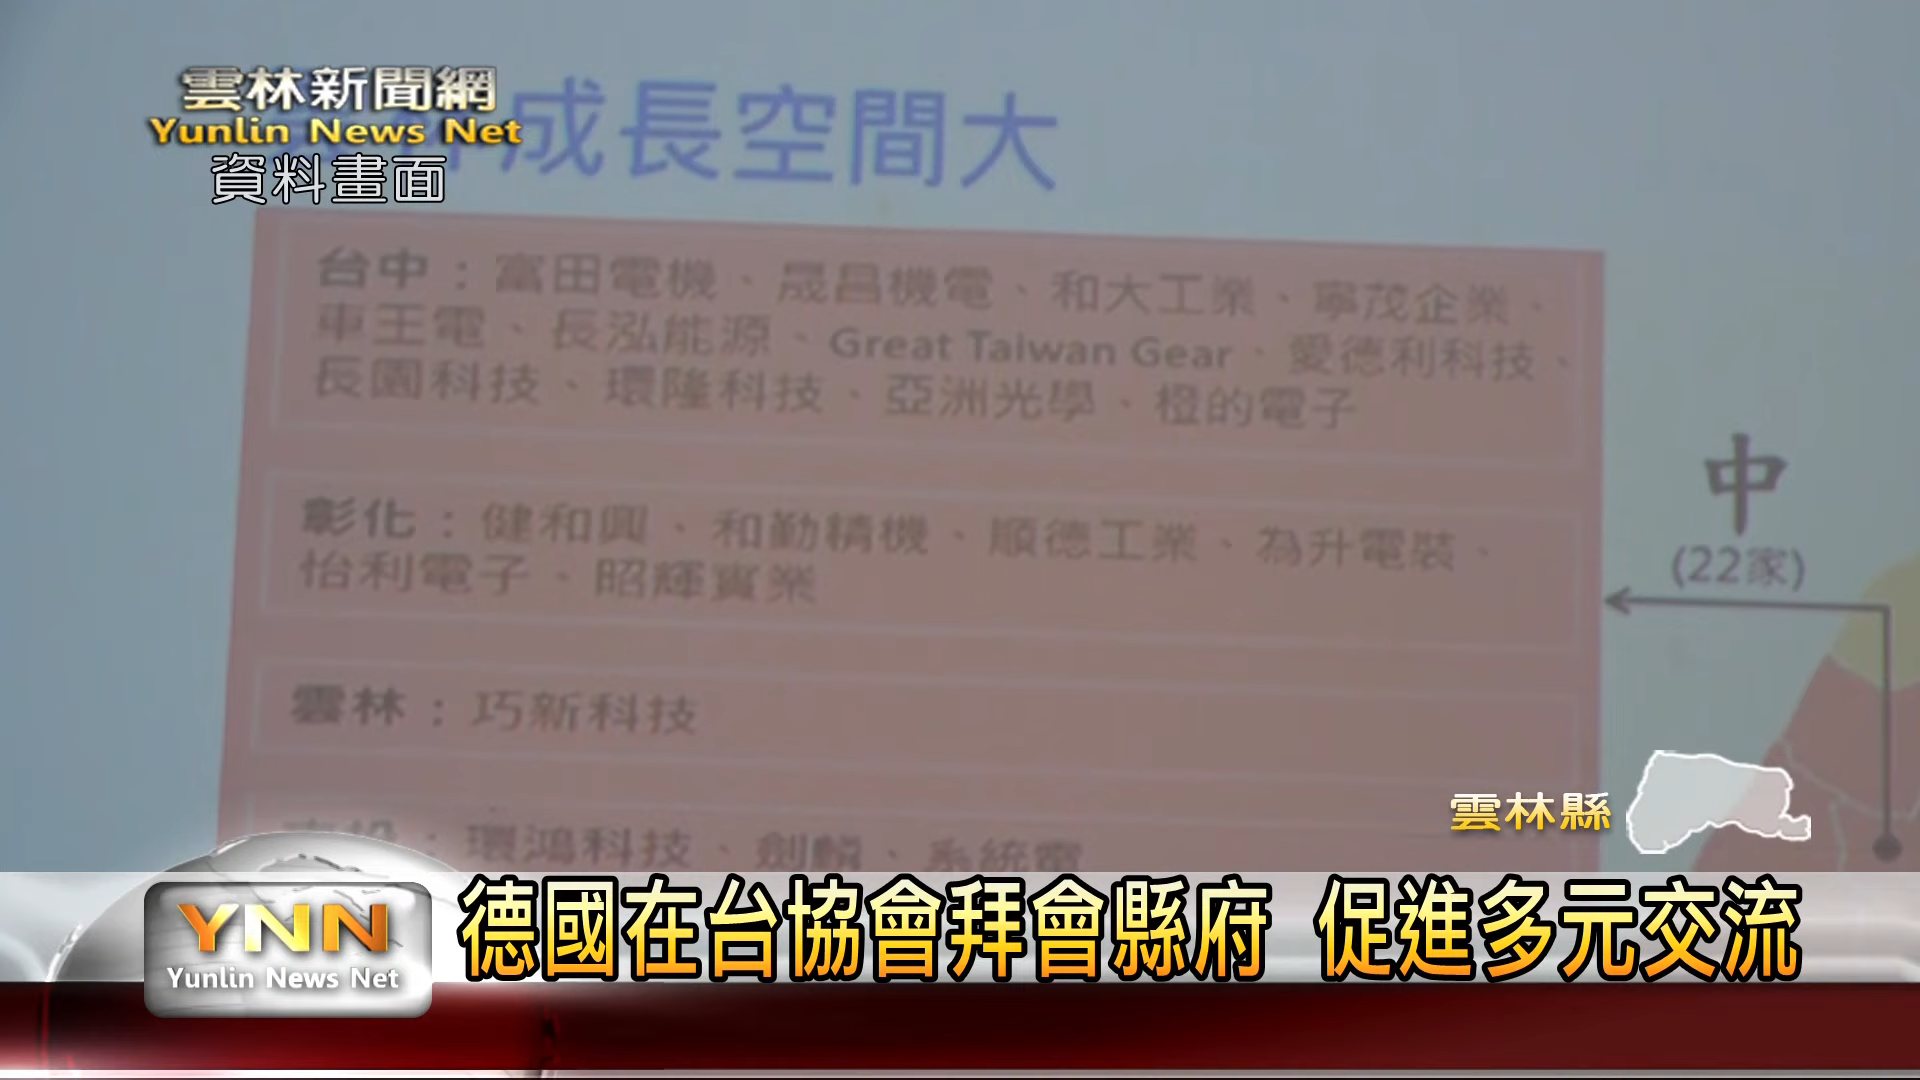 雲林新聞網
Yunlin News Net
資料畫面
成長空間大
台中：富田電機、晟昌機電、和大工業、寧茂企業、
車王電、長泓能源、Great Taiwan Gear、愛德利科技、
長園科技、環隆科技、亞洲光學、橙的電子
彰化：健和興、和勤精機、順德工業、為升電裝、
怡利電子、昭輝實業
雲林：巧新科技
環鴻科技、劍麟、系統電
中
(22家)
雲林縣
YNN
Yunlin News Net
德國在台協會拜會縣府 促進多元交流